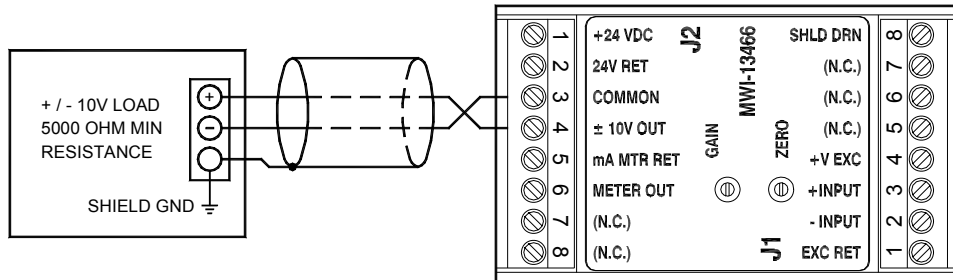 + / - 10V LOAD
5000 OHM MIN
RESISTANCE
+
-
SHIELD GND
1
2
3
4
5
6
7
8
+24 VDC
24V RET
COMMON
± 10V OUT
mA MTR RET
METER OUT
(N.C.)
(N.C.)
J2
MWI-13466
GAIN
ZERO
J1
SHLD DRN
(N.C.)
(N.C.)
(N.C.)
+V EXC
+INPUT
- INPUT
EXC RET
8
7
6
5
4
3
2
1